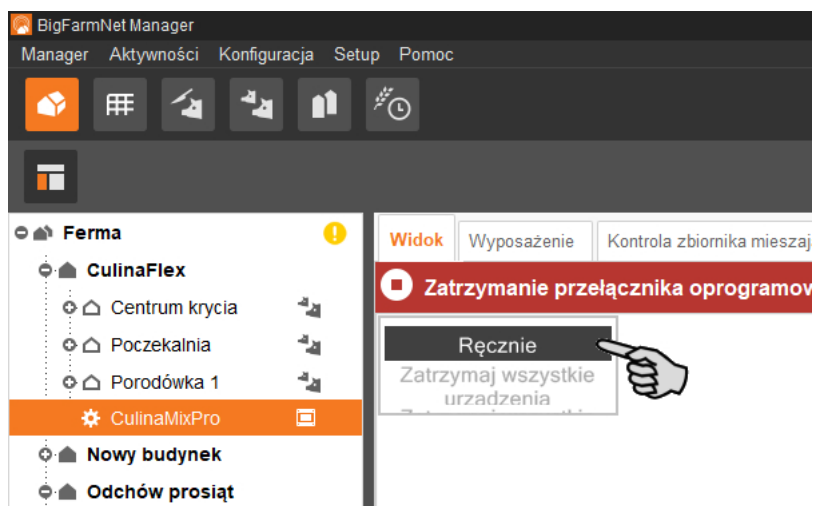 BigFarmNet Manager
Manager Aktywności Konfiguracja Setup Pomoc
Ferma
CulinaFlex
Centrum krycia
Poczekalnia
Porodówka 1
CulinaMixPro
Nowy budynek
Odchów prosiąt
Widok Wyposażenie Kontrola zbiornika mieszaj
Zatrzymanie przełącznika oprogramow
Ręcznie
Zatrzymaj wszystkie
urzadzenia